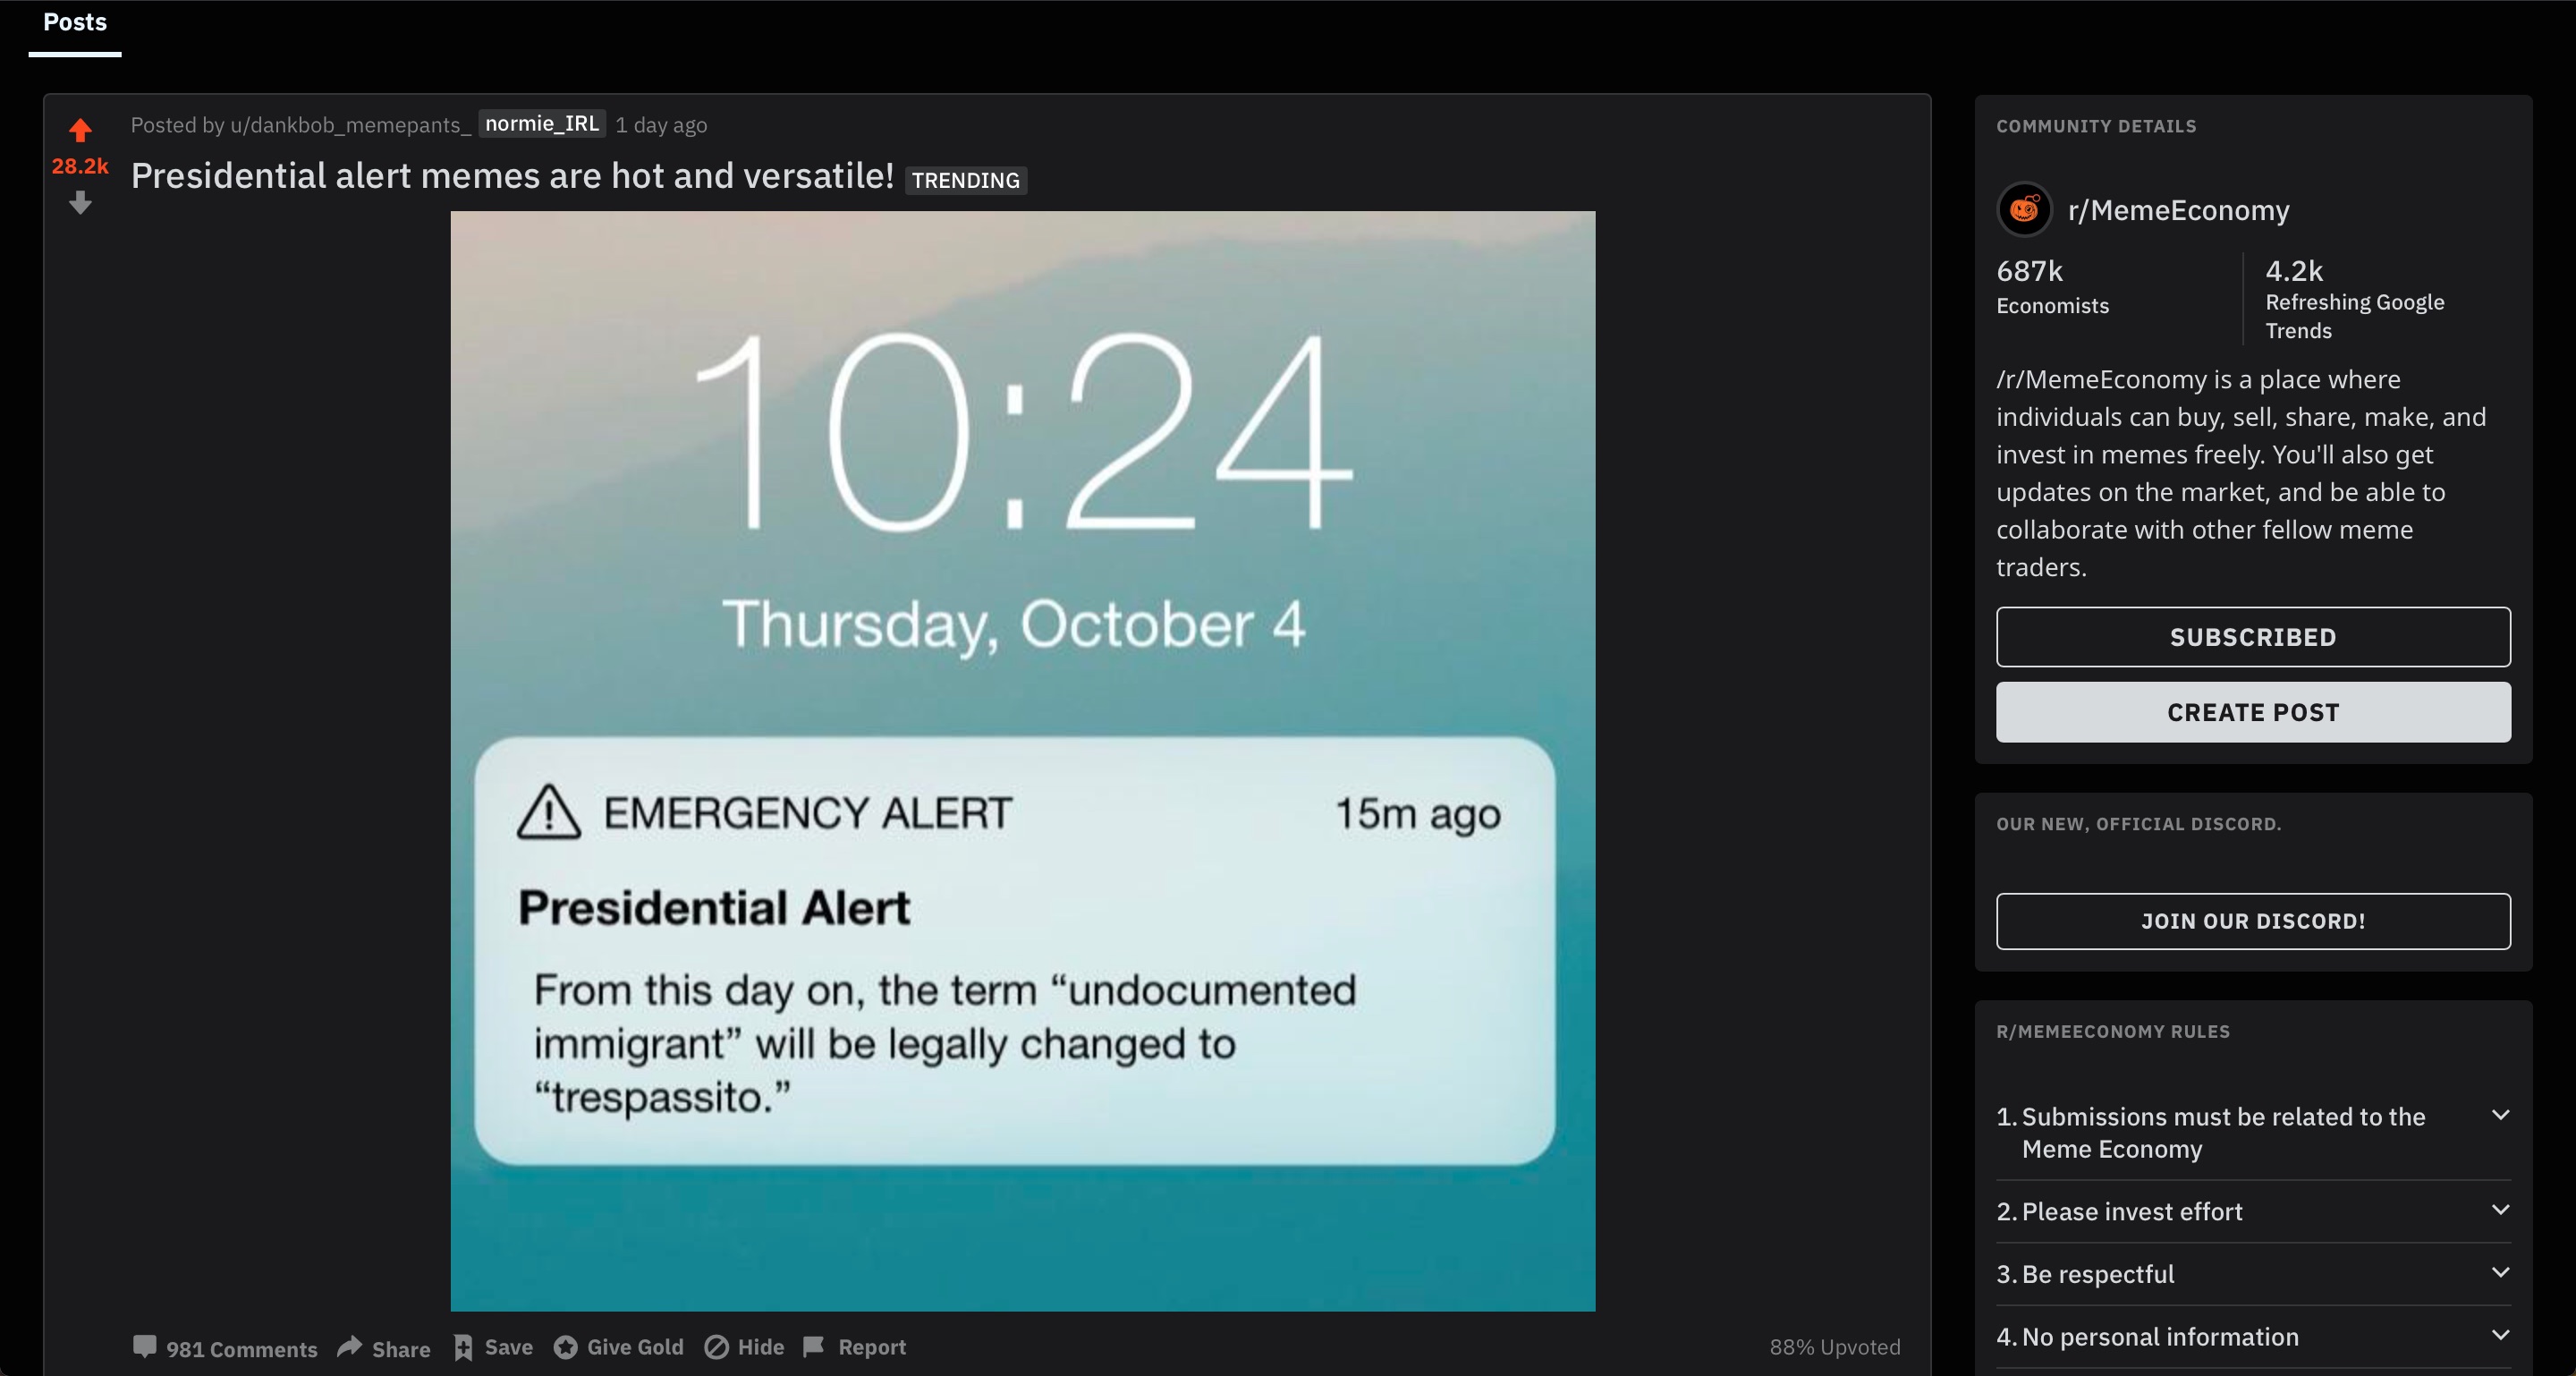 Posts
Posted by u/dankbob_memepants_ normie_IRL 1 day ago
28.2k
Presidential alert memes are hot and versatile! TRENDING
10:24
Thursday, October 4
EMERGENCY ALERT 15m ago
Presidential Alert
From this day on, the term “undocumented
immigrant” will be legally changed to
“trespassito.”
981 Comments Share Save Give Gold Hide Report 88% Upvoted
COMMUNITY DETAILS
r/MemeEconomy
687k
Economists
4.2k
Refreshing Google
Trends
/r/MemeEconomy is a place where
individuals can buy, sell, share, make, and
invest in memes freely. You'll also get
updates on the market, and be able to
collaborate with other fellow meme
traders.
SUBSCRIBED
CREATE POST
OUR NEW, OFFICIAL DISCORD.
JOIN OUR DISCORD!
R/MEMEECONOMY RULES
1. Submissions must be related to the
Meme Economy
2. Please invest effort
3. Be respectful
4. No personal information